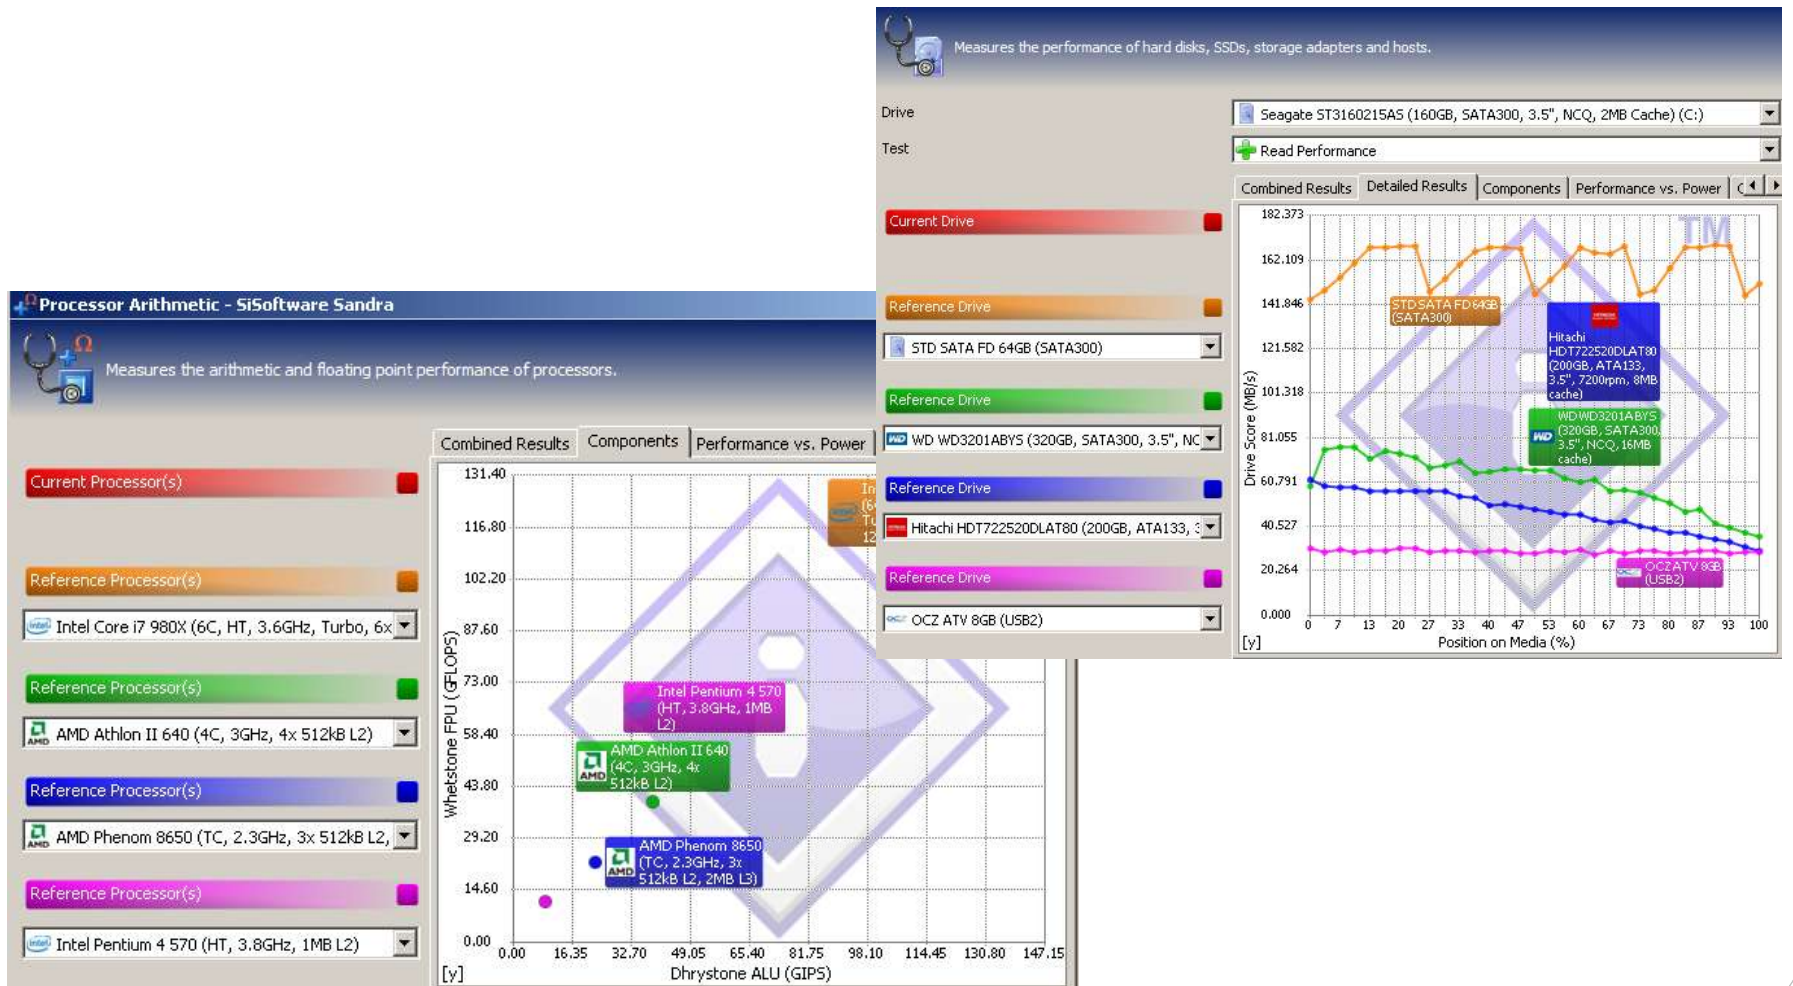 Measures the performance of hard disks, SSDs, storage adapters and hosts.
Drive
Seagate ST3160215AS (160GB, SATA300, 3.5", NCQ, 2MB Cache) (C:)
Test
Read Performance
Combined Results
Detailed Results
Components
Performance vs. Power
Current Drive
Reference Drive
STD SATA FD 64GB (SATA300)
Reference Drive
WD WD3201ABYS (320GB, SATA300, 3.5", NC
Reference Drive
Hitachi HDT722520DLAT80 (200GB, ATA133, 3
Reference Drive
OCZ ATV 8GB (USB2)
182.373
162.109
141.846
121.582
101.318
81.055
60.791
40.527
20.264
0.000
Drive Score (MB/s)
TM
STD SATA FD 64GB
(SATA300)
Hitachi
HDT722520DLAT80
(200GB, ATA133,
3.5", 7200rpm, 8MB
cache)
WD WD3201ABYS
(320GB, SATA300,
3.5", NCQ, 16MB
cache)
OCZ ATV 8GB
(USB2)
0 7 13 20 27 33 40 47 53 60 67 73 80 87 93 100
[y]
Position on Media (%)
Processor Arithmetic - SiSoftware Sandra
Measures the arithmetic and floating point performance of processors.
Combined Results
Components
Performance vs. Power
Current Processor(s)
Reference Processor(s)
Intel Core i7 980X (6C, HT, 3.6GHz, Turbo, 6x
Reference Processor(s)
AMD Athlon II 640 (4C, 3GHz, 4x 512kB L2)
Reference Processor(s)
AMD Phenom 8650 (TC, 2.3GHz, 3x 512kB L2,
Reference Processor(s)
Intel Pentium 4 570 (HT, 3.8GHz, 1MB L2)
131.40
116.80
102.20
87.60
73.00
58.40
43.80
29.20
14.60
0.00
Whetstone FPU (GFLOPS)
In
(6
Tu
12
Intel Pentium 4 570
(HT, 3.8GHz, 1MB
L2)
AMD Athlon II 640
(4C, 3GHz, 4x
512kB L2)
AMD Phenom 8650
(TC, 2.3GHz, 3x
512kB L2, 2MB L3)
0.00 16.35 32.70 49.05 65.40 81.75 98.10 114.45 130.80 147.15
[y]
Dhrystone ALU (GIPS)